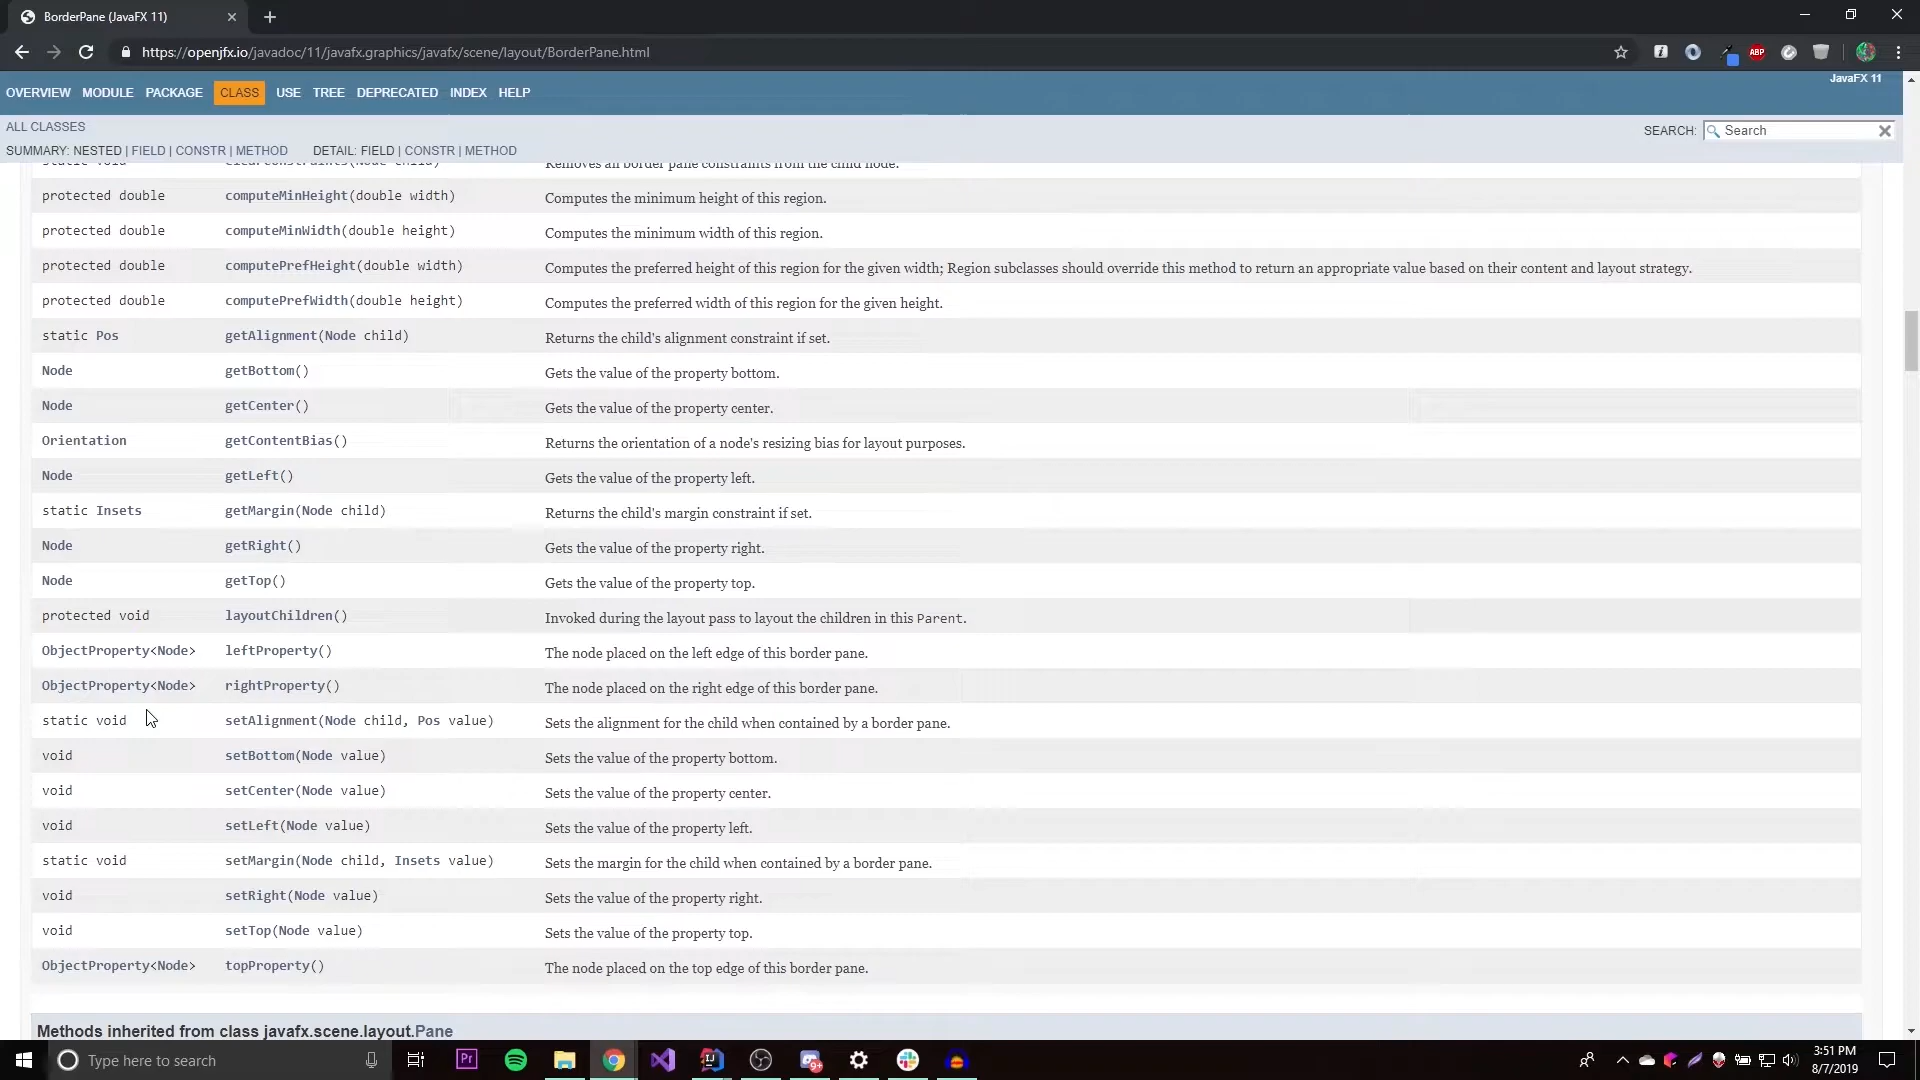 BorderPane (JavaFX 11)
https://openjfx.io/javadoc/11/javafx.graphics/javafx/scene/layout/BorderPane.html
JavaFX 11
OVERVIEW MODULE PACKAGE CLASS USE TREE DEPRECATED INDEX HELP
ALL CLASSES
SEARCH: Search
SUMMARY: NESTED | FIELD | CONSTR | METHOD DETAIL: FIELD | CONSTR | METHOD
static void clearConstraints(Node child) Removes all border pane constraints from the child node.
protected double computeMinHeight(double width) Computes the minimum height of this region.
protected double computeMinWidth(double height) Computes the minimum width of this region.
protected double computePrefHeight(double width) Computes the preferred height of this region for the given width; Region subclasses should override this method to return an appropriate value based on their content and layout strategy.
protected double computePrefWidth(double height) Computes the preferred width of this region for the given height.
static Pos getAlignment(Node child) Returns the child's alignment constraint if set.
Node getBottom() Gets the value of the property bottom.
Node getCenter() Gets the value of the property center.
Orientation getContentBias() Returns the orientation of a node's resizing bias for layout purposes.
Node getLeft() Gets the value of the property left.
static Insets getMargin(Node child) Returns the child's margin constraint if set.
Node getRight() Gets the value of the property right.
Node getTop() Gets the value of the property top.
protected void layoutChildren() Invoked during the layout pass to layout the children in this Parent.
ObjectProperty<Node> leftProperty() The node placed on the left edge of this border pane.
ObjectProperty<Node> rightProperty() The node placed on the right edge of this border pane.
static void setAlignment(Node child, Pos value) Sets the alignment for the child when contained by a border pane.
void setBottom(Node value) Sets the value of the property bottom.
void setCenter(Node value) Sets the value of the property center.
void setLeft(Node value) Sets the value of the property left.
static void setMargin(Node child, Insets value) Sets the margin for the child when contained by a border pane.
void setRight(Node value) Sets the value of the property right.
void setTop(Node value) Sets the value of the property top.
ObjectProperty<Node> topProperty() The node placed on the top edge of this border pane.
Methods inherited from class javafx.scene.layout.Pane
Type here to search
3:51 PM
8/7/2019